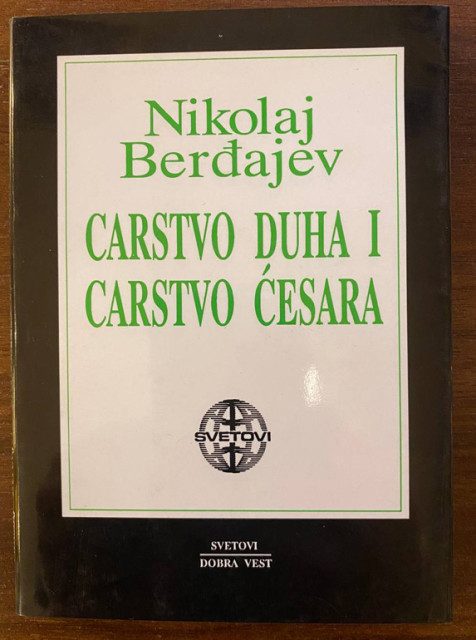 Nikolaj
Berđajev
CARSTVO DUHA I
CARSTVO ĆESARA
SVETOVI
SVETOVI
DOBRA VEST